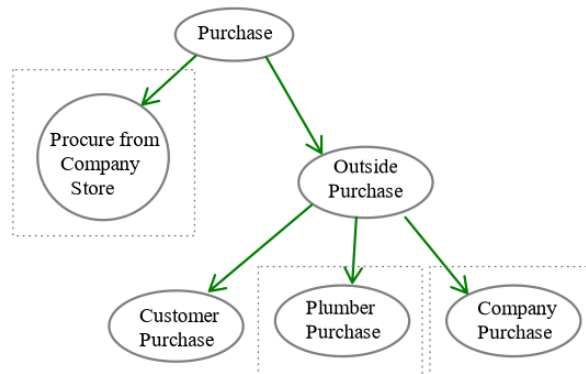 Purchase
Procure from
Company
Store
Outside
Purchase
Customer
Purchase
Plumber
Purchase
Company
Purchase